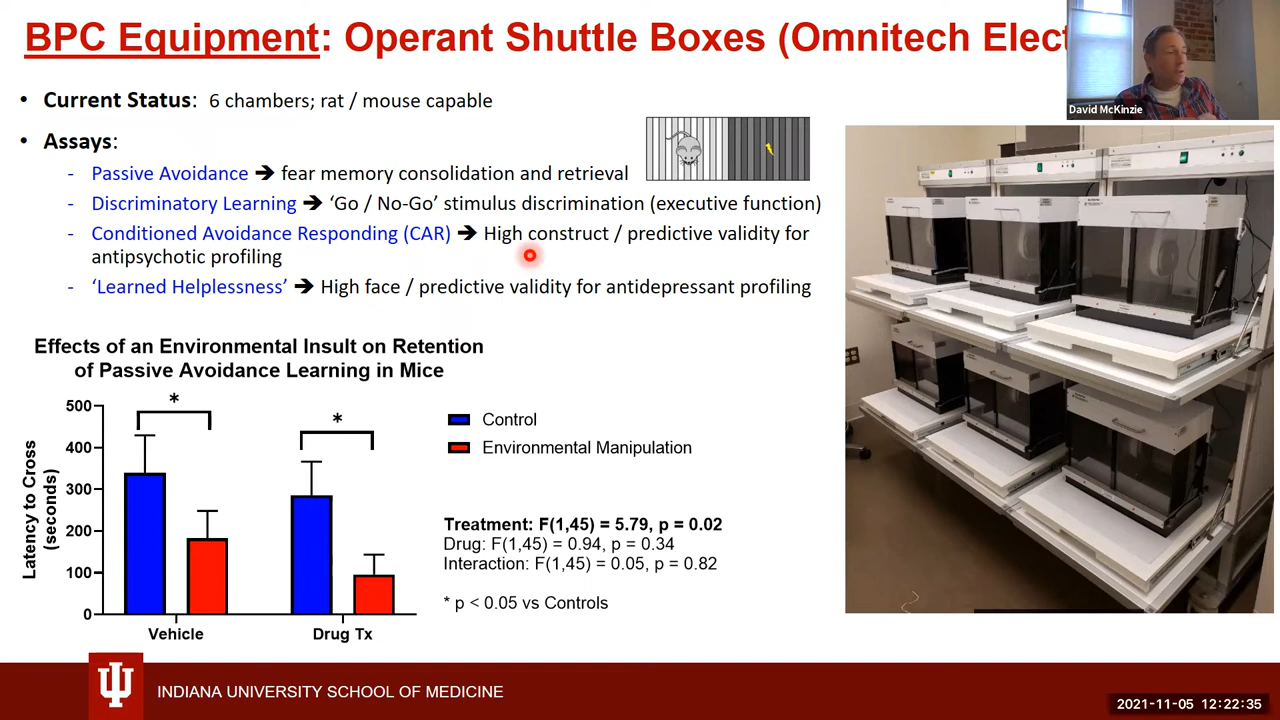 BPC Equipment: Operant Shuttle Boxes (Omnitech Elect
David McKinzie
• Current Status: 6 chambers; rat / mouse capable
• Assays:
- Passive Avoidance ➔ fear memory consolidation and retrieval
- Discriminatory Learning ➔ ‘Go / No-Go’ stimulus discrimination (executive function)
- Conditioned Avoidance Responding (CAR) ➔ High construct / predictive validity for
antipsychotic profiling
- ‘Learned Helplessness’ ➔ High face / predictive validity for antidepressant profiling
Effects of an Environmental Insult on Retention
of Passive Avoidance Learning in Mice
Latency to Cross
(seconds)
500
400
300
200
100
0
*
*
Vehicle
Drug Tx
Control
Environmental Manipulation
Treatment: F(1,45) = 5.79, p = 0.02
Drug: F(1,45) = 0.94, p = 0.34
Interaction: F(1,45) = 0.05, p = 0.82
* p < 0.05 vs Controls
INDIANA UNIVERSITY SCHOOL OF MEDICINE
2021-11-05 12:22:35